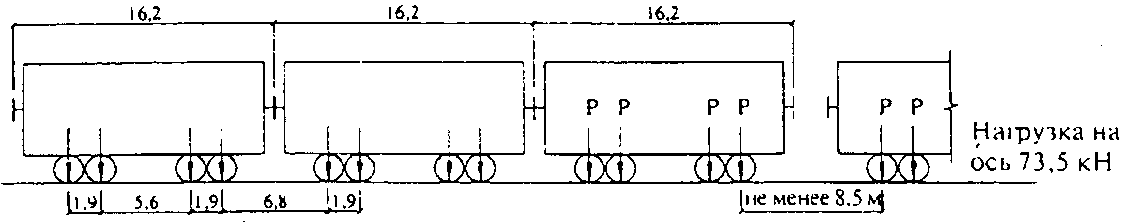 16,2 16,2 16,2
P P P P P P
Нагрузка на
ось 73,5 кН
1,9 5,6 1,9 6,8 1,9 не менее 8.5 м